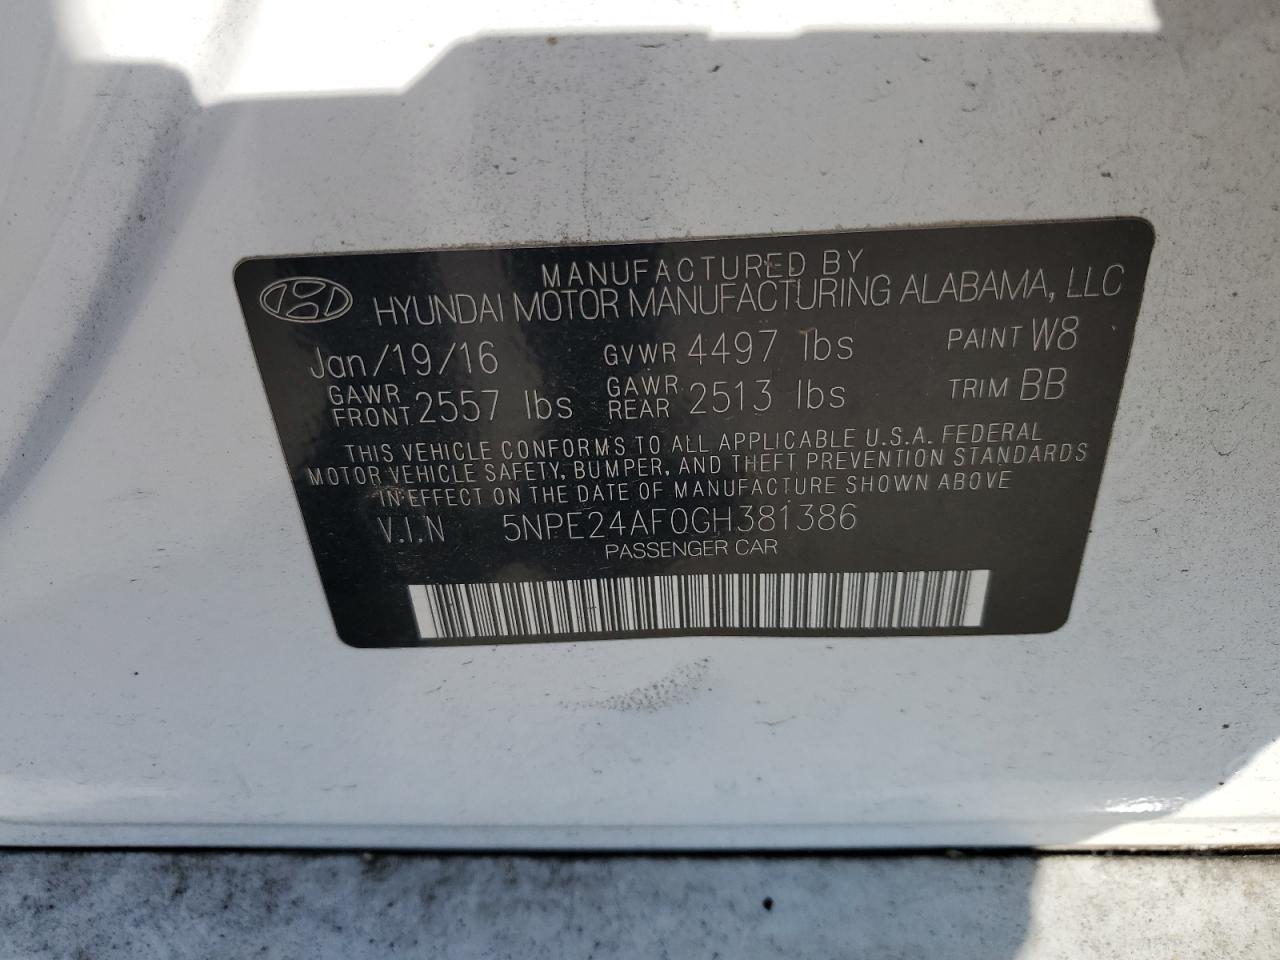 MANUFACTURED BY
HYUNDAI MOTOR MANUFACTURING ALABAMA, LLC
Jan/19/16 GVWR 4497 lbs PAINT W8
GAWR FRONT 2557 lbs GAWR REAR 2513 lbs TRIM BB
THIS VEHICLE CONFORMS TO ALL APPLICABLE U.S.A. FEDERAL
MOTOR VEHICLE SAFETY, BUMPER, AND THEFT PREVENTION STANDARDS
IN EFFECT ON THE DATE OF MANUFACTURE SHOWN ABOVE
V.I.N 5NPE24AF0GH381386
PASSENGER CAR